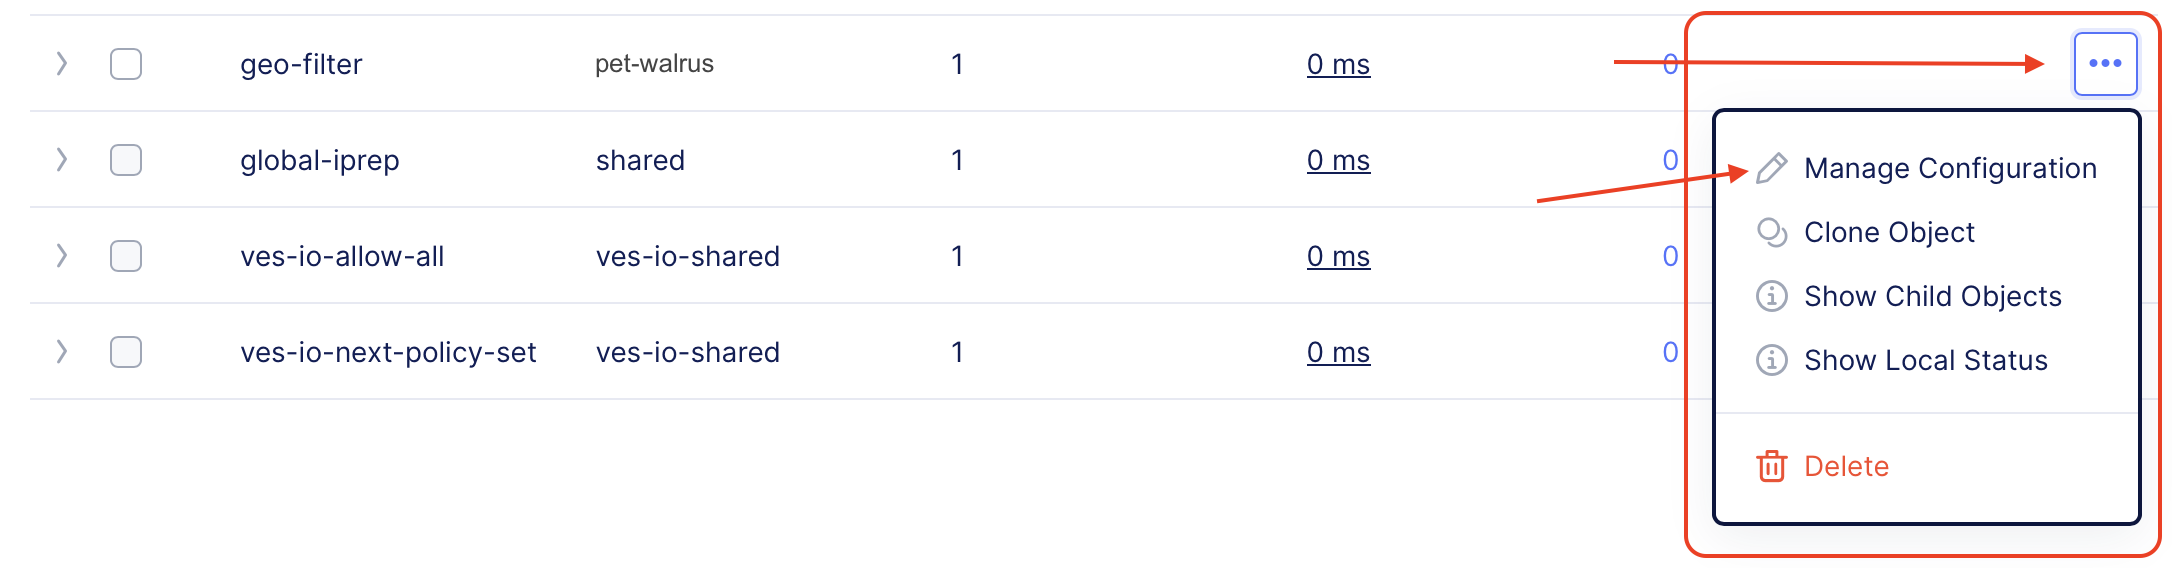 geo-filter pet-walrus 1 0 ms 0
global-iprep shared 1 0 ms 0
ves-io-allow-all ves-io-shared 1 0 ms 0
ves-io-next-policy-set ves-io-shared 1 0 ms 0
Manage Configuration
Clone Object
Show Child Objects
Show Local Status
Delete